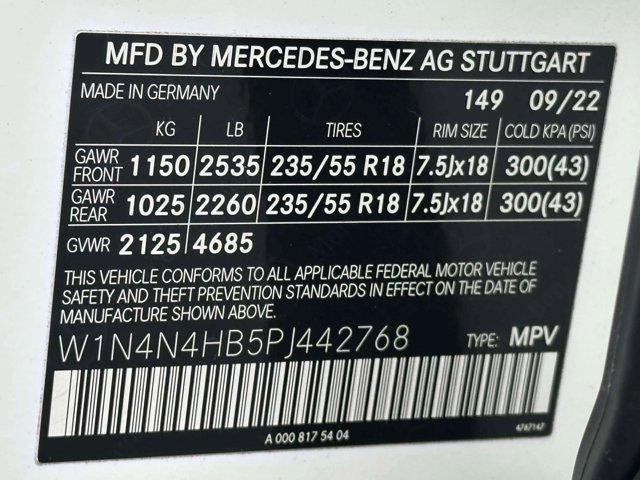 MFD BY MERCEDES-BENZ AG STUTTGART
MADE IN GERMANY 149 09/22
KG LB TIRES RIM SIZE COLD KPA (PSI)
GAWR FRONT 1150 2535 235/55 R18 7.5Jx18 300(43)
GAWR REAR 1025 2260 235/55 R18 7.5Jx18 300(43)
GVWR 2125 4685
THIS VEHICLE CONFORMS TO ALL APPLICABLE FEDERAL MOTOR VEHICLE
SAFETY AND THEFT PREVENTION STANDARDS IN EFFECT ON THE DATE
OF MANUFACTURE SHOWN ABOVE.
W1N4N4HB5PJ442768 TYPE: MPV
A 000 817 54 04 4767147